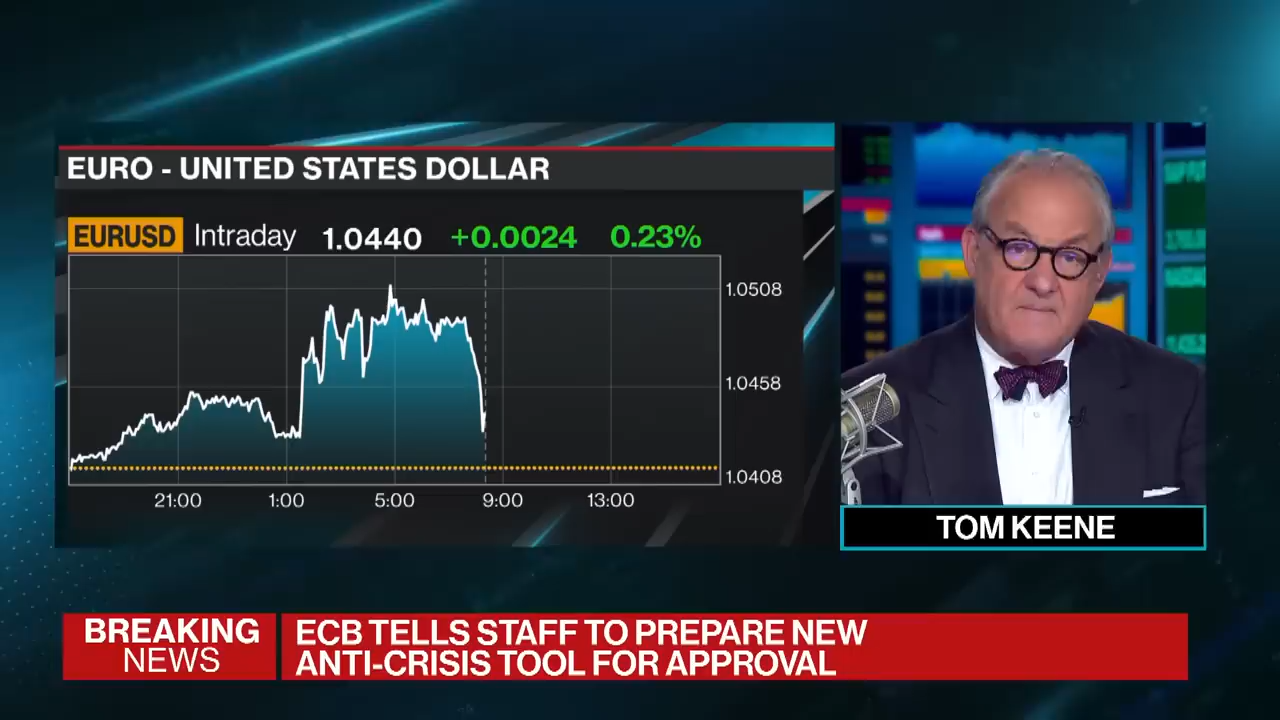 EURO - UNITED STATES DOLLAR
EURUSD Intraday 1.0440 +0.0024 0.23%
1.0508
1.0458
1.0408
21:00 1:00 5:00 9:00 13:00
TOM KEENE
BREAKING
NEWS
ECB TELLS STAFF TO PREPARE NEW
ANTI-CRISIS TOOL FOR APPROVAL